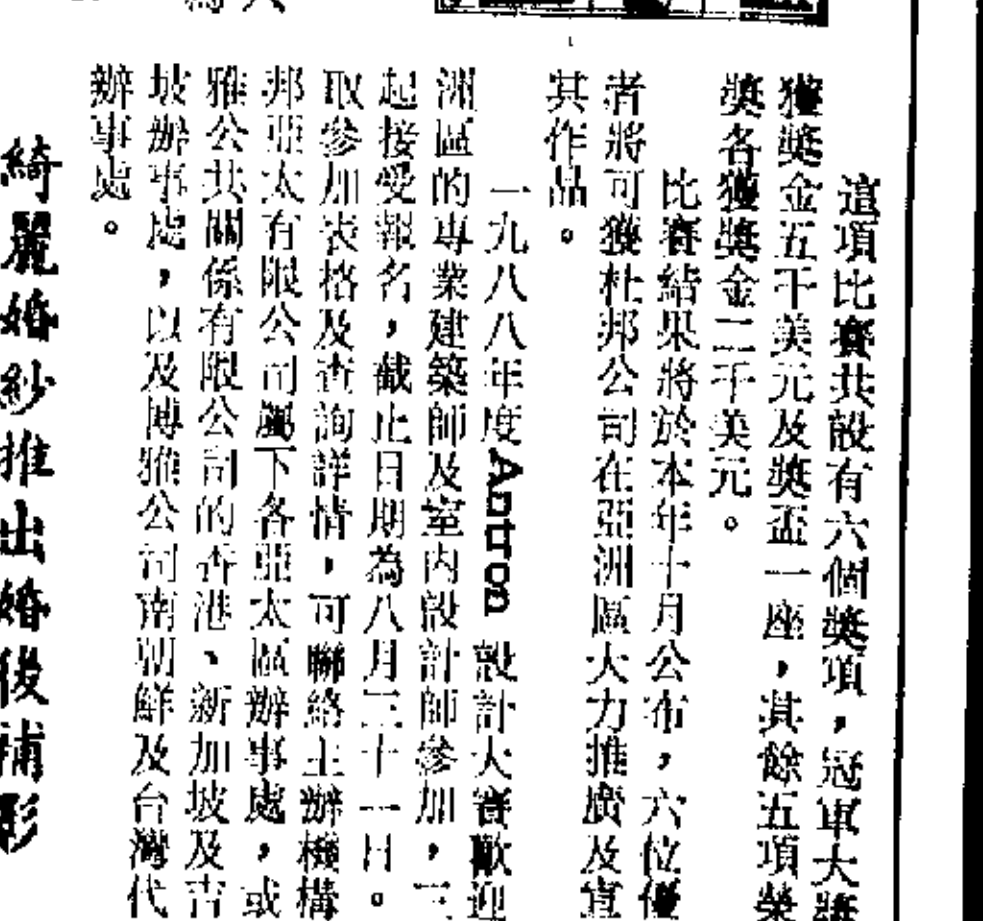 這項比賽共設有六個獎項，冠軍大獎
獲獎金五千美元及獎盃一座，其餘五項榮
獎各獲獎金二千美元。
比賽結果將於本年十月公布，六位優
者將可獲杜邦公司在亞洲區大力推廣及宣
其作品。
一九八八年度Antron設計大賽歡迎
洲區的專業建築師及室內設計師參加，三
起接受報名，截止日期為八月三十一日。
取參加表格及查詢詳情，可聯絡主辦機構
邦亞太有限公司屬下各亞太區辦事處，或
雅公共關係有限公司的香港、新加坡及吉
坡辦事處，以及博雅公司南朝鮮及台灣代
辦事處。
綺麗婚紗推出婚後補影